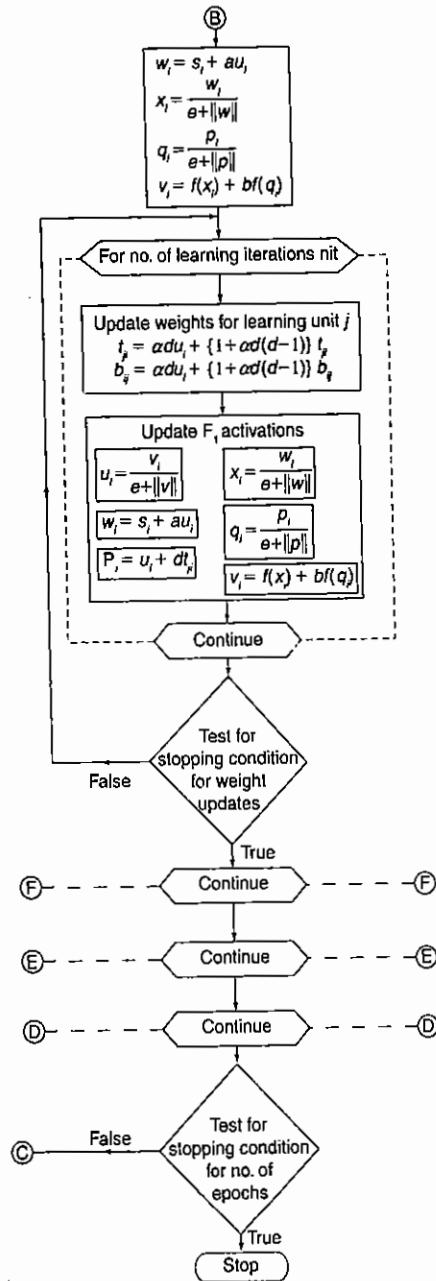 B
w_i = s_i + au_i
x_i = w_i / (e+||w||)
q_i = p_i / (e+||p||)
v_i = f(x_i) + bf(q_i)
For no. of learning iterations nit
Update weights for learning unit j
t_ji = αdu_i + {1+αd(d−1)} t_ji
b_ij = αdu_i + {1+αd(d−1)} b_ij
Update F_1 activations
u_i = v_i / (e+||v||)
x_i = w_i / (e+||w||)
w_i = s_i + au_i
q_i = p_i / (e+||p||)
P_i = u_i + dt_ji
v_i = f(x_i) + bf(q_i)
Continue
Test for
stopping condition
for weight
updates
False
True
F Continue F
E Continue E
D Continue D
Test for
stopping condition
for no. of
epochs
False
C
True
Stop